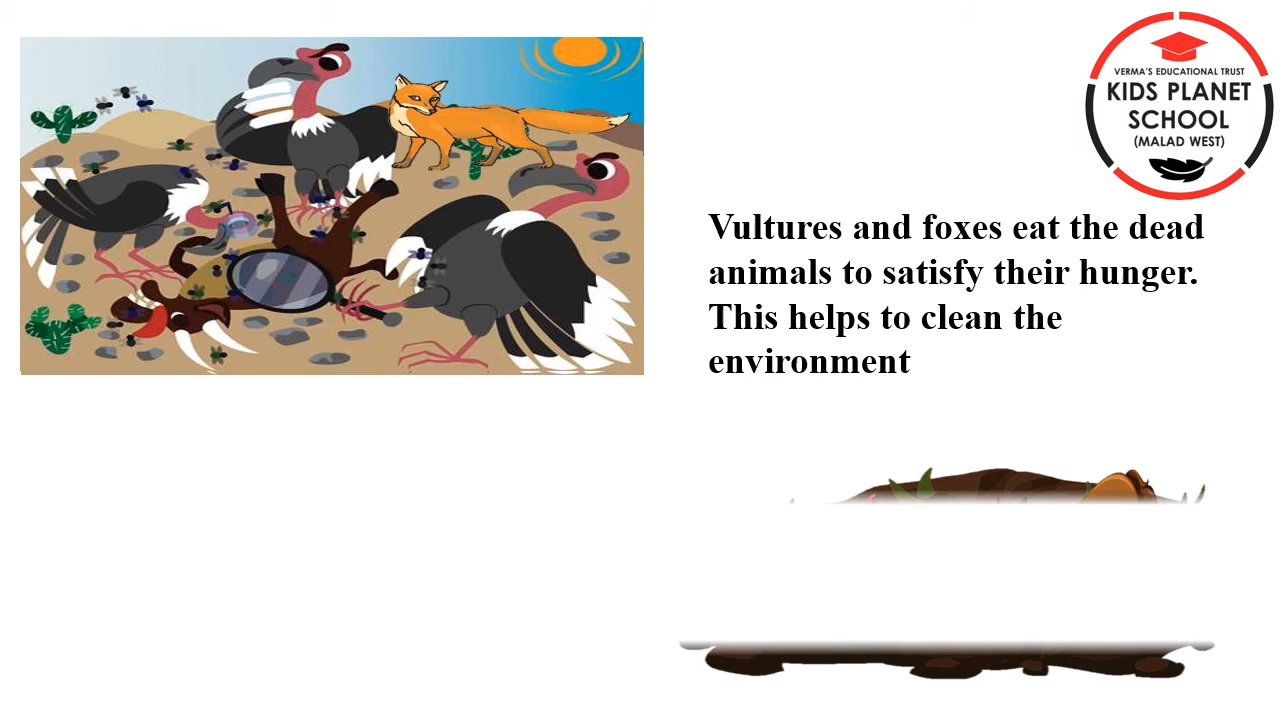 VERMA'S EDUCATIONAL TRUST
KIDS PLANET
SCHOOL
(MALAD WEST)
Vultures and foxes eat the dead
animals to satisfy their hunger.
This helps to clean the
environment